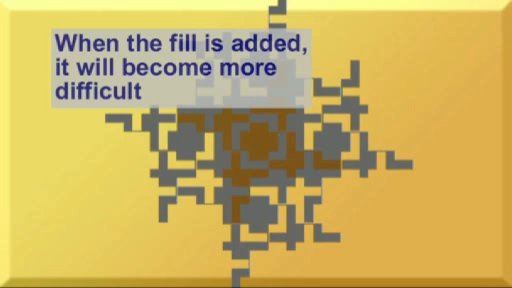 When the fill is added,
it will become more
difficult